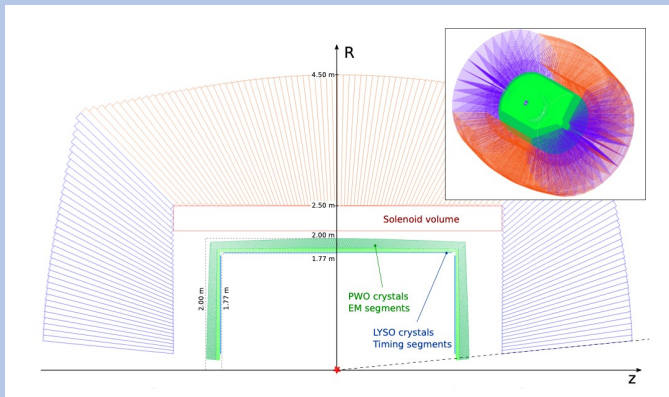 R
4.50 m
2.50 m
Solenoid volume
2.00 m
1.77 m
2.00 m
1.77 m
PWO crystals
EM segments
LYSO crystals
Timing segments
z